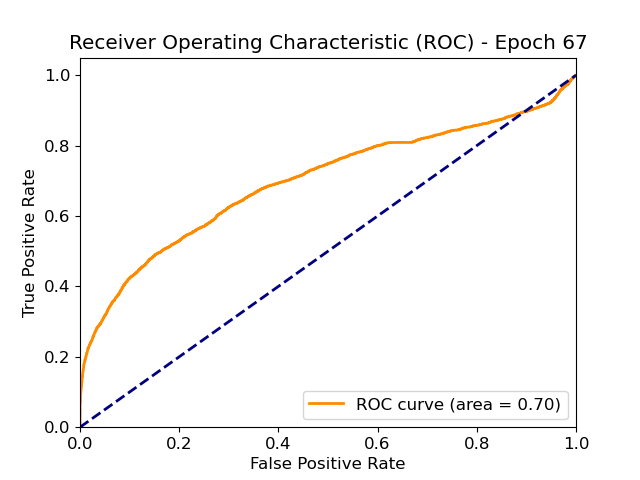 Receiver Operating Characteristic (ROC) - Epoch 67
1.0
0.8
0.6
0.4
0.2
0.0
True Positive Rate
ROC curve (area = 0.70)
0.0 0.2 0.4 0.6 0.8 1.0
False Positive Rate